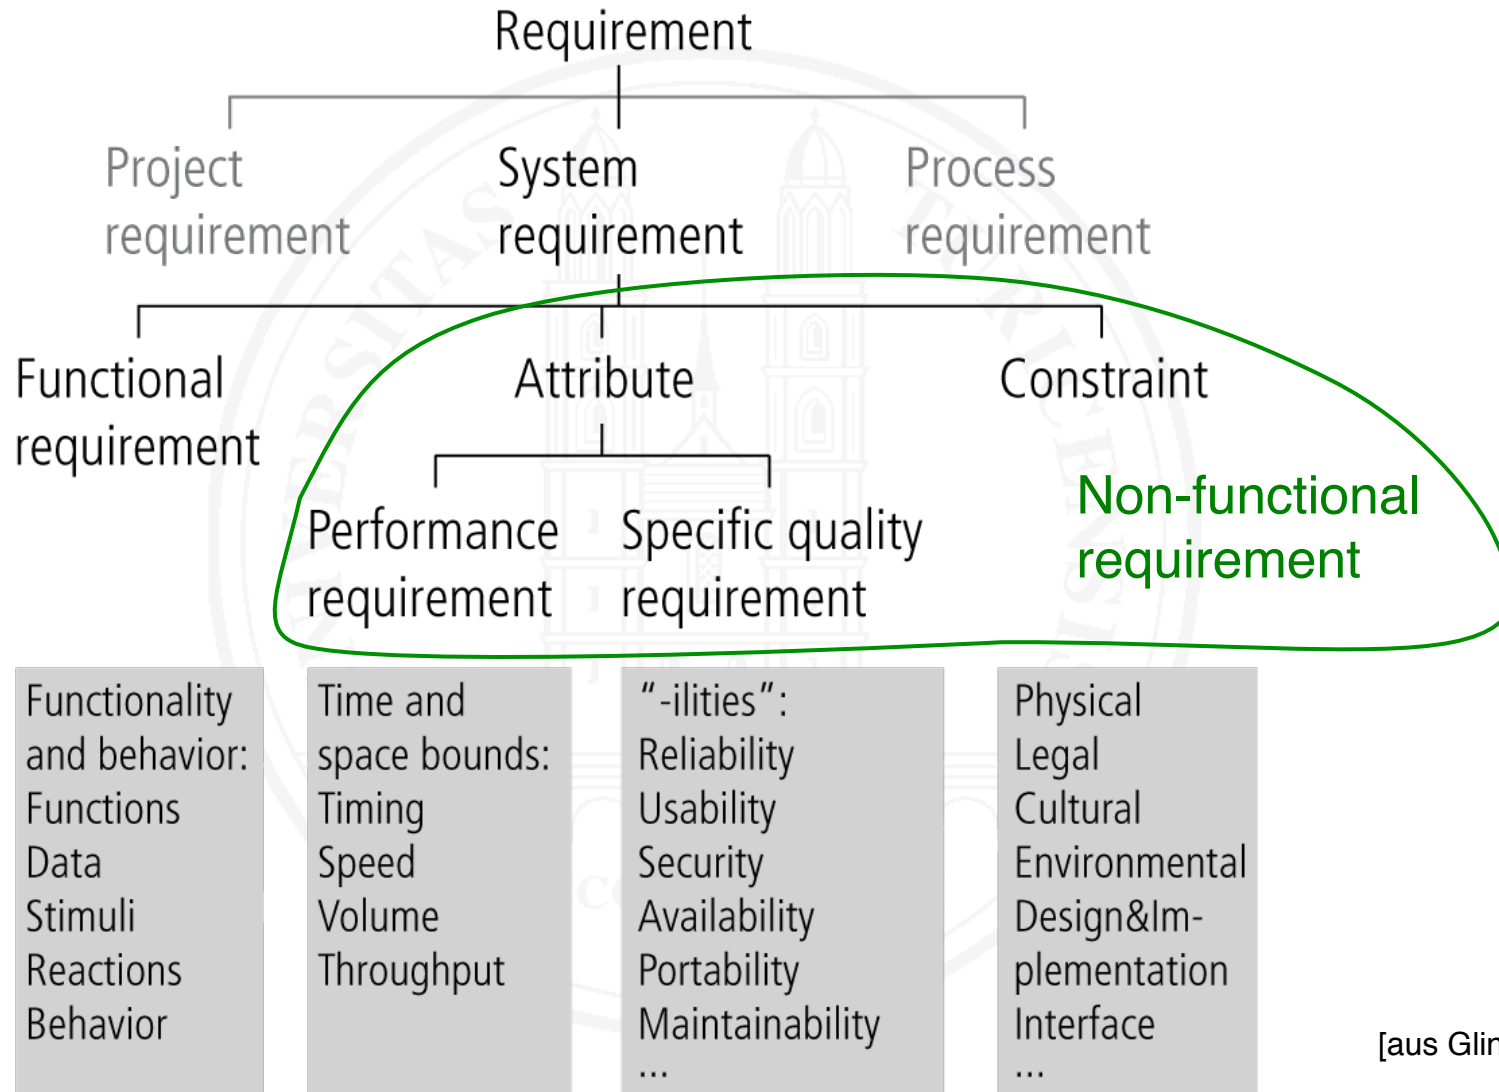 Requirement
Project
requirement
System
requirement
Process
requirement
Functional
requirement
Attribute
Constraint
Performance
requirement
Specific quality
requirement
Non-functional
requirement
Functionality
and behavior:
Functions
Data
Stimuli
Reactions
Behavior
Time and
space bounds:
Timing
Speed
Volume
Throughput
“-ilities”:
Reliability
Usability
Security
Availability
Portability
Maintainability
...
Physical
Legal
Cultural
Environmental
Design&Im-
plementation
Interface
...
[aus Glin